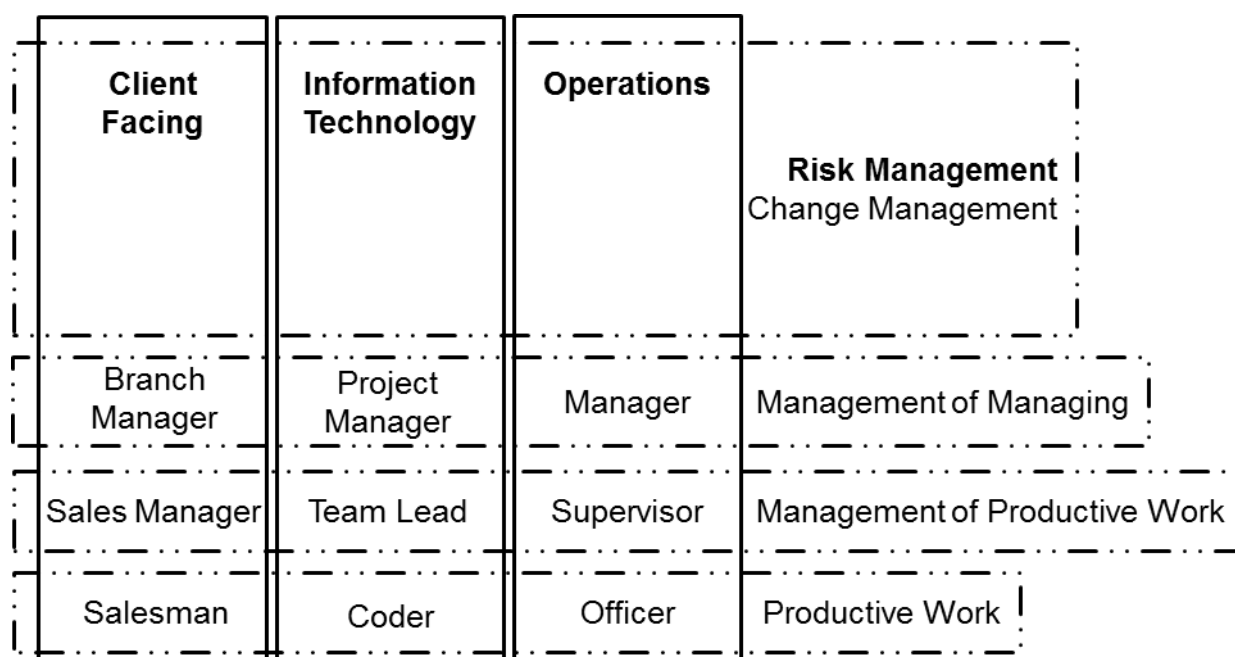 Client
Facing
Information
Technology
Operations
Risk Management
Change Management
Branch
Manager
Project
Manager
Manager
Management of Managing
Sales Manager
Team Lead
Supervisor
Management of Productive Work
Salesman
Coder
Officer
Productive Work